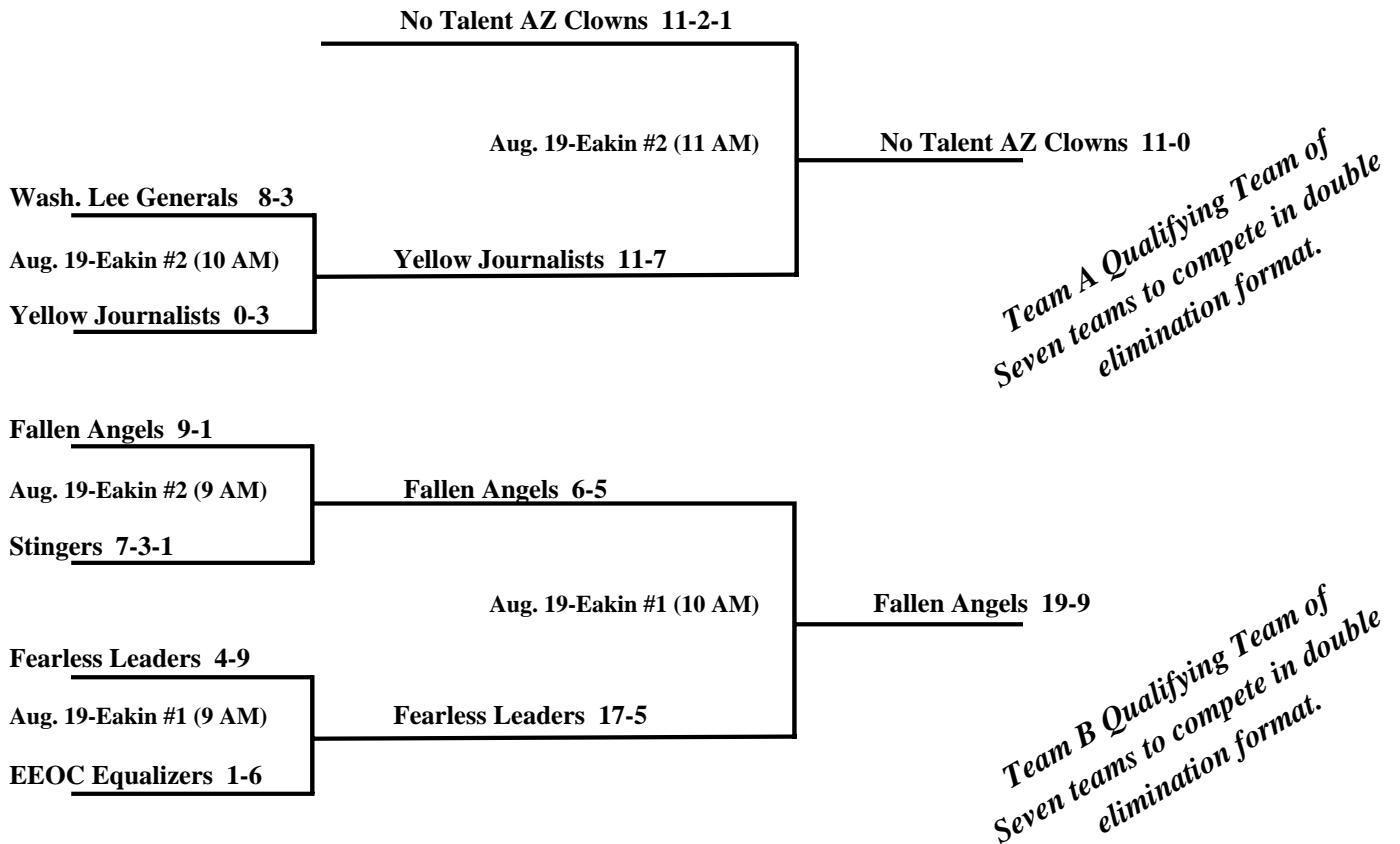 No Talent AZ Clowns 11-2-1
Aug. 19-Eakin #2 (11 AM)
No Talent AZ Clowns 11-0
Wash. Lee Generals 8-3
Aug. 19-Eakin #2 (10 AM)
Yellow Journalists 11-7
Yellow Journalists 0-3
Team A Qualifying Team of
Seven teams to compete in double
elimination format.
Fallen Angels 9-1
Aug. 19-Eakin #2 (9 AM)
Fallen Angels 6-5
Stingers 7-3-1
Aug. 19-Eakin #1 (10 AM)
Fallen Angels 19-9
Fearless Leaders 4-9
Aug. 19-Eakin #1 (9 AM)
Fearless Leaders 17-5
EEOC Equalizers 1-6
Team B Qualifying Team of
Seven teams to compete in double
elimination format.